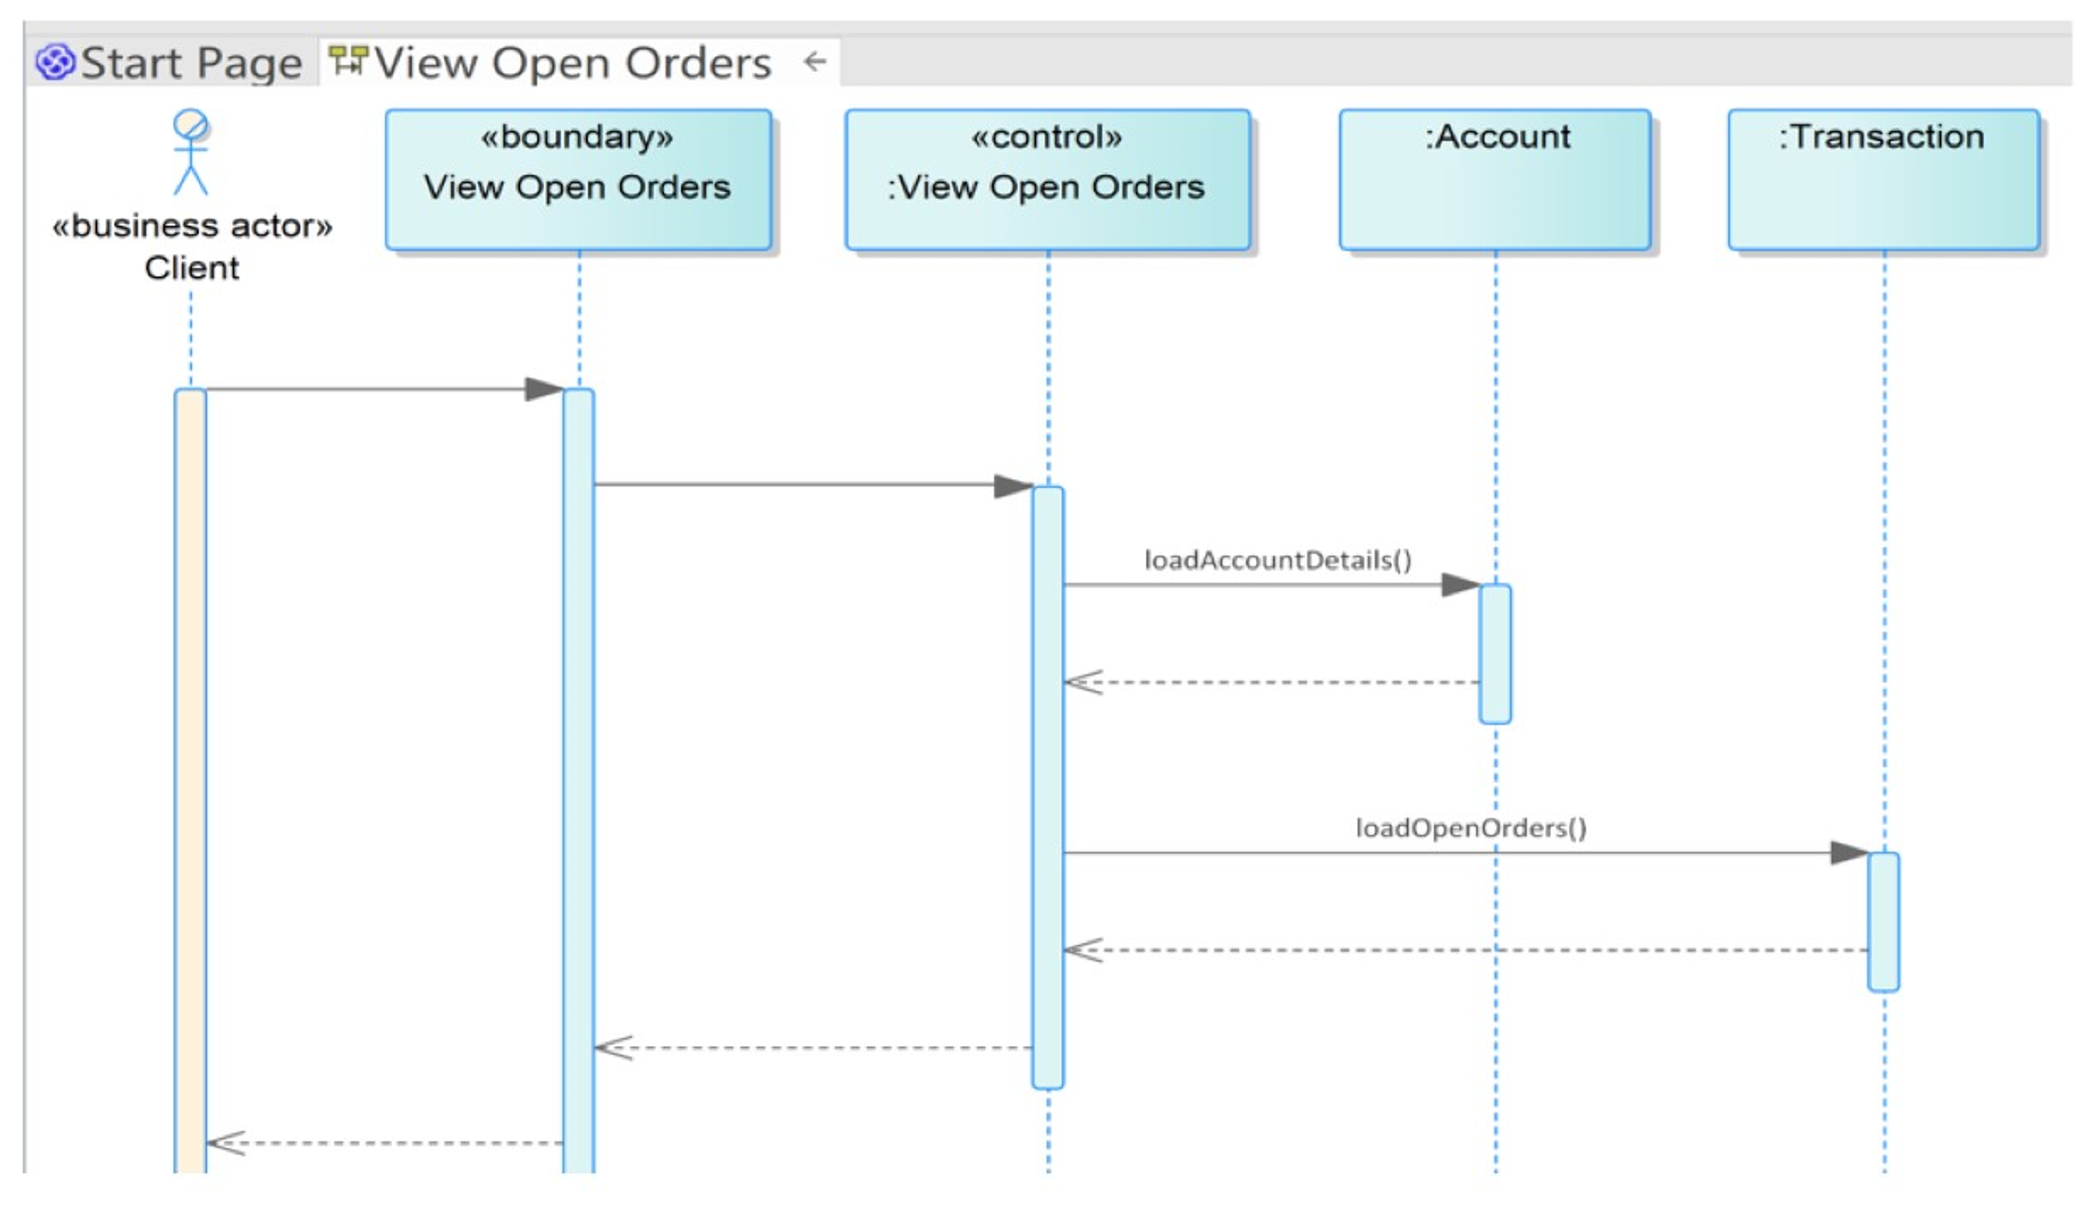 Start Page
View Open Orders
«business actor»
Client
«boundary»
View Open Orders
«control»
:View Open Orders
:Account
:Transaction
loadAccountDetails()
loadOpenOrders()